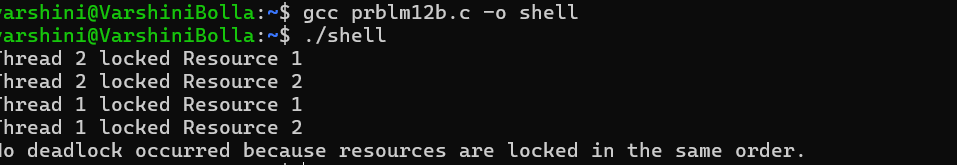 varshini@VarshiniBolla:~$ gcc prblm12b.c -o shell
varshini@VarshiniBolla:~$ ./shell
Thread 2 locked Resource 1
Thread 2 locked Resource 2
Thread 1 locked Resource 1
Thread 1 locked Resource 2
No deadlock occurred because resources are locked in the same order.